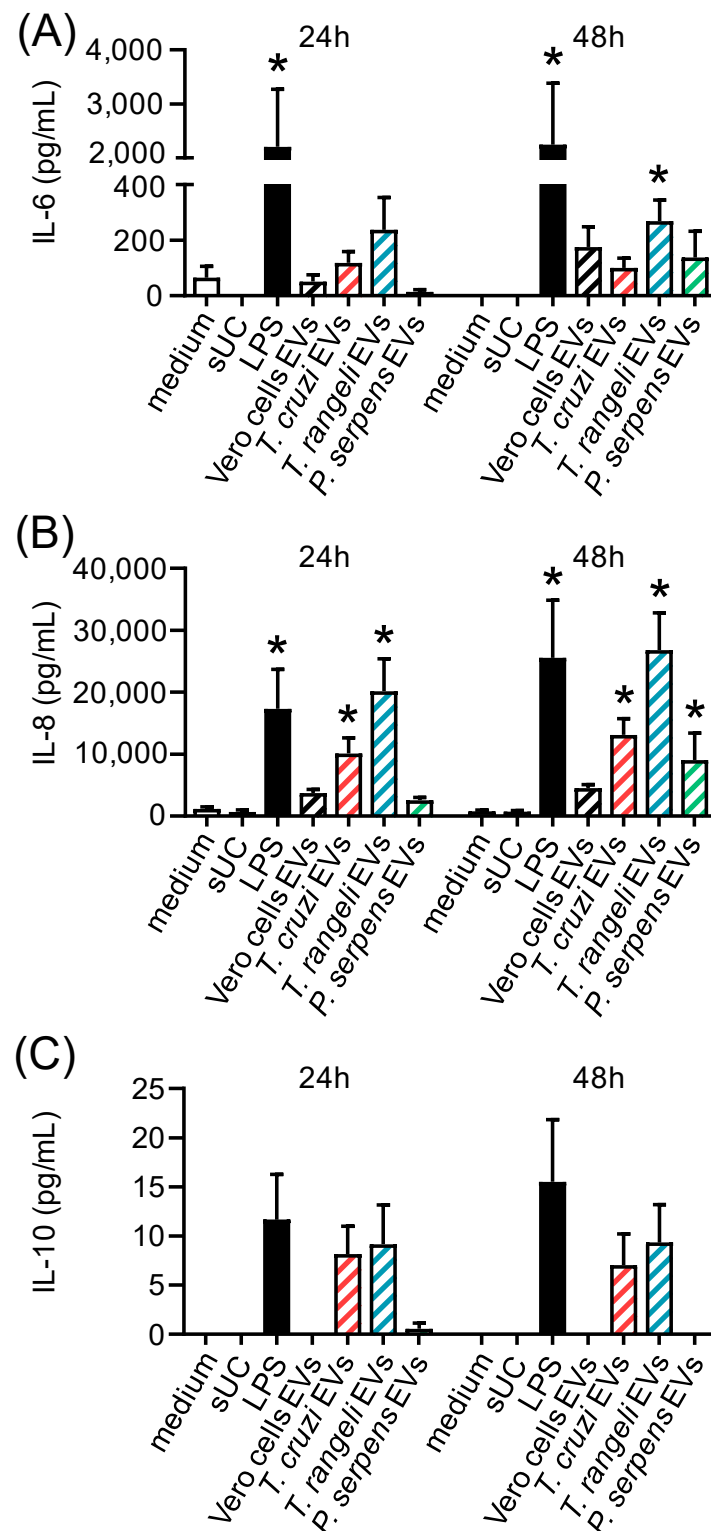 (A)
24h
48h
IL-6 (pg/mL)
4,000
3,000
2,000
400
200
0
* * *
medium
sUC
LPS
Vero cells EVs
T. cruzi EVs
T. rangeli EVs
P. serpens EVs
medium
sUC
LPS
Vero cells EVs
T. cruzi EVs
T. rangeli EVs
P. serpens EVs
(B)
24h
48h
IL-8 (pg/mL)
40,000
30,000
20,000
10,000
0
* * * * * * *
medium
sUC
LPS
Vero cells EVs
T. cruzi EVs
T. rangeli EVs
P. serpens EVs
medium
sUC
LPS
Vero cells EVs
T. cruzi EVs
T. rangeli EVs
P. serpens EVs
(C)
24h
48h
IL-10 (pg/mL)
25
20
15
10
5
0
medium
sUC
LPS
Vero cells EVs
T. cruzi EVs
T. rangeli EVs
P. serpens EVs
medium
sUC
LPS
Vero cells EVs
T. cruzi EVs
T. rangeli EVs
P. serpens EVs